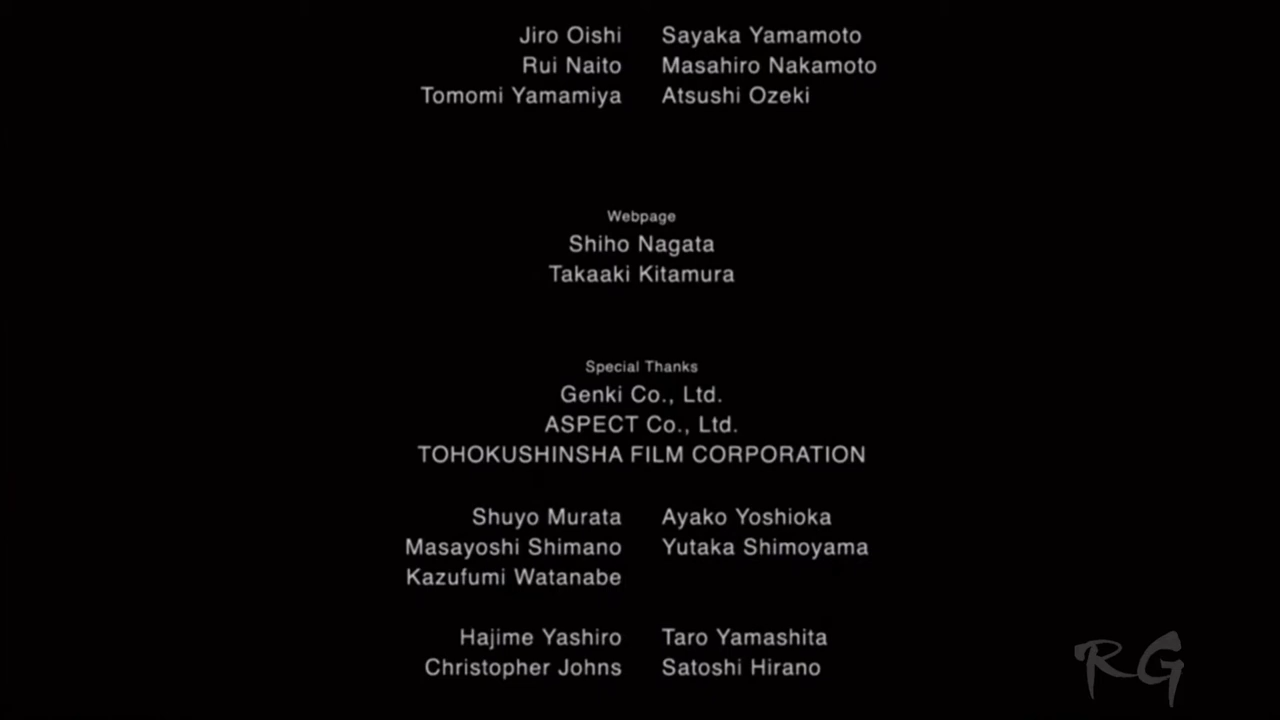 Jiro Oishi Sayaka Yamamoto
Rui Naito Masahiro Nakamoto
Tomomi Yamamiya Atsushi Ozeki
Webpage
Shiho Nagata
Takaaki Kitamura
Special Thanks
Genki Co., Ltd.
ASPECT Co., Ltd.
TOHOKUSHINSHA FILM CORPORATION
Shuyo Murata Ayako Yoshioka
Masayoshi Shimano Yutaka Shimoyama
Kazufumi Watanabe
Hajime Yashiro Taro Yamashita
Christopher Johns Satoshi Hirano
RG